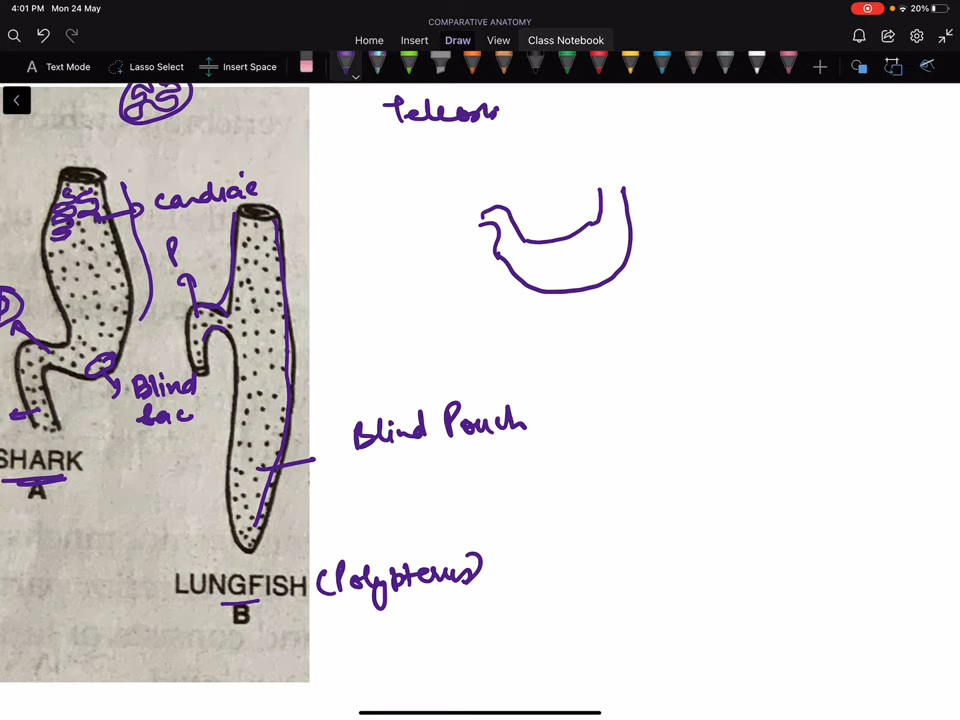 4:01 PM Mon 24 May
20%
COMPARATIVE ANATOMY
Home Insert Draw View Class Notebook
Text Mode Lasso Select Insert Space
Teleos
cardiac
P
Blind
Sac
Blind Pouch
SHARK
A
LUNGFISH (Polypterus)
B